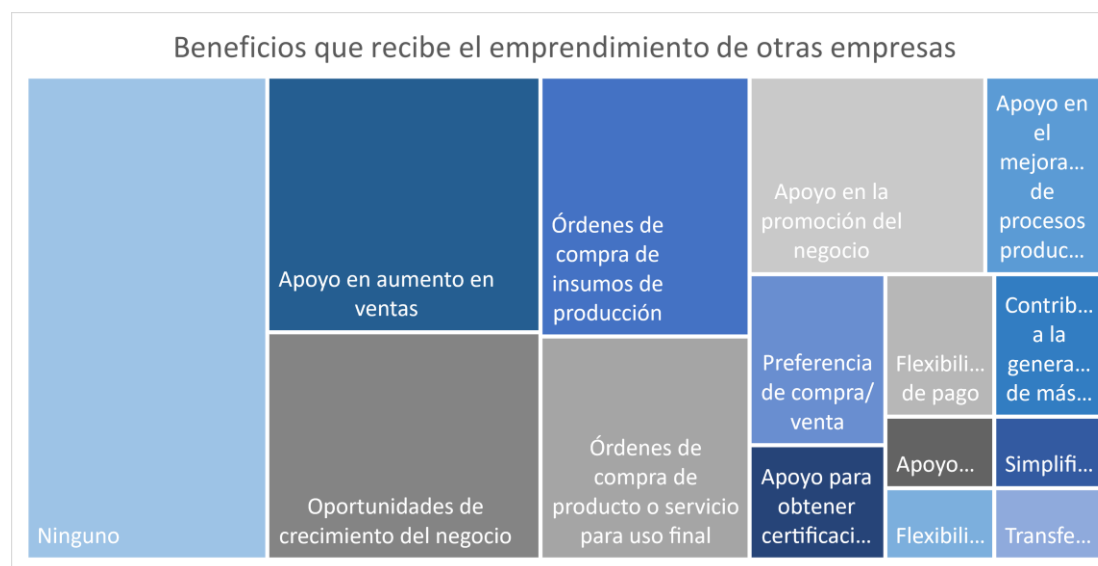 Beneficios que recibe el emprendimiento de otras empresas
Ninguno
Apoyo en aumento en
ventas
Oportunidades de
crecimiento del negocio
Órdenes de
compra de
insumos de
producción
Órdenes de
compra de
producto o servicio
para uso final
Apoyo en la
promoción del
negocio
Apoyo en
el
mejora...
de
procesos
produc...
Preferencia
de compra/
venta
Apoyo para
obtener
certificaci...
Flexibili...
de pago
Contrib...
a la
genera...
de más...
Apoyo...
Simplifi...
Flexibili...
Transfe...